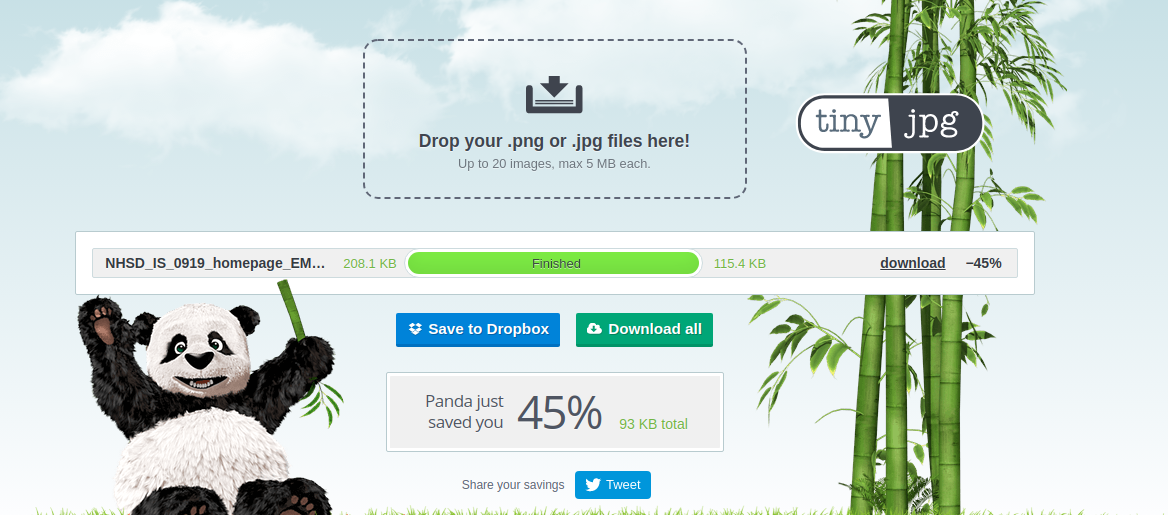 Drop your .png or .jpg files here!
Up to 20 images, max 5 MB each.
tiny jpg
NHSD_IS_0919_homepage_EM... 208.1 KB Finished 115.4 KB download −45%
Save to Dropbox Download all
Panda just
saved you 45% 93 KB total
Share your savings Tweet